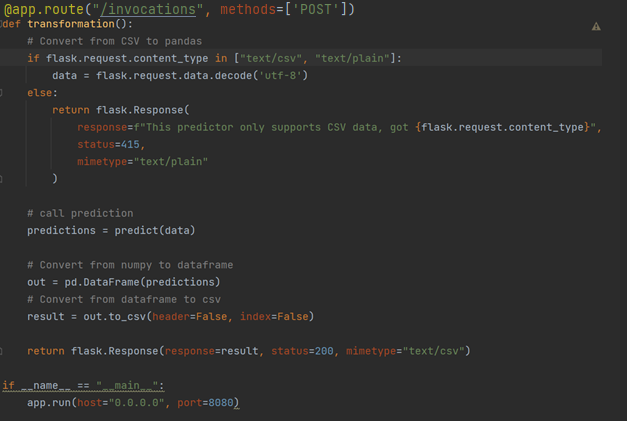 @app.route("/invocations", methods=['POST'])
def transformation():
    # Convert from CSV to pandas
    if flask.request.content_type in ["text/csv", "text/plain"]:
        data = flask.request.data.decode('utf-8')
    else:
        return flask.Response(
            response=f"This predictor only supports CSV data, got {flask.request.content_type}",
            status=415,
            mimetype="text/plain"
        )
    # call prediction
    predictions = predict(data)
    # Convert from numpy to dataframe
    out = pd.DataFrame(predictions)
    # Convert from dataframe to csv
    result = out.to_csv(header=False, index=False)
    return flask.Response(response=result, status=200, mimetype="text/csv")
if __name__ == "__main__":
    app.run(host="0.0.0.0", port=8080)